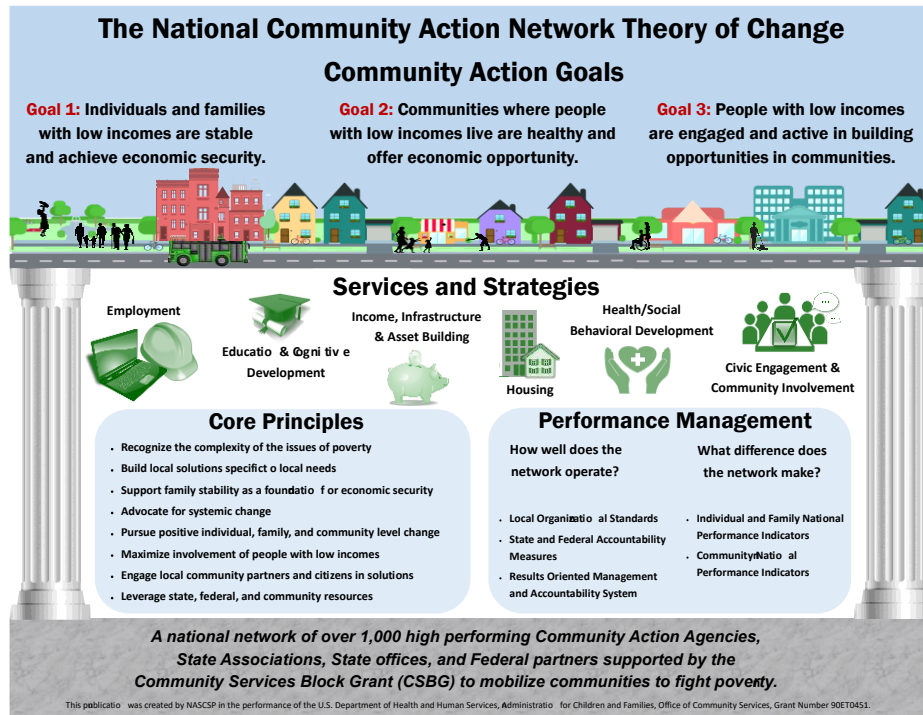 The National Community Action Network Theory of Change
Community Action Goals
Goal 1: Individuals and families
with low incomes are stable
and achieve economic security.
Goal 2: Communities where people
with low incomes live are healthy and
offer economic opportunity.
Goal 3: People with low incomes
are engaged and active in building
opportunities in communities.
Services and Strategies
Employment
Educatio & Cgni tiv e
Development
Income, Infrastructure
& Asset Building
Housing
Health/Social
Behavioral Development
Civic Engagement &
Community Involvement
Core Principles
• Recognize the complexity of the issues of poverty
• Build local solutions specific t o local needs
• Support family stability as a foundatio f or economic security
• Advocate for systemic change
• Pursue positive individual, family, and community level change
• Maximize involvement of people with low incomes
• Engage local community partners and citizens in solutions
• Leverage state, federal, and community resources
Performance Management
How well does the
network operate?
• Local Organizatio al Standards
• State and Federal Accountability
Measures
• Results Oriented Management
and Accountability System
What difference does
the network make?
• Individual and Family National
Performance Indicators
• Community Natio al
Performance Indicators
A national network of over 1,000 high performing Community Action Agencies,
State Associations, State offices, and Federal partners supported by the
Community Services Block Grant (CSBG) to mobilize communities to fight poverty.
This publicatio was created by NASCSP in the performance of the U.S. Department of Health and Human Services, Administratio for Children and Families, Office of Community Services, Grant Number 90ET0451.